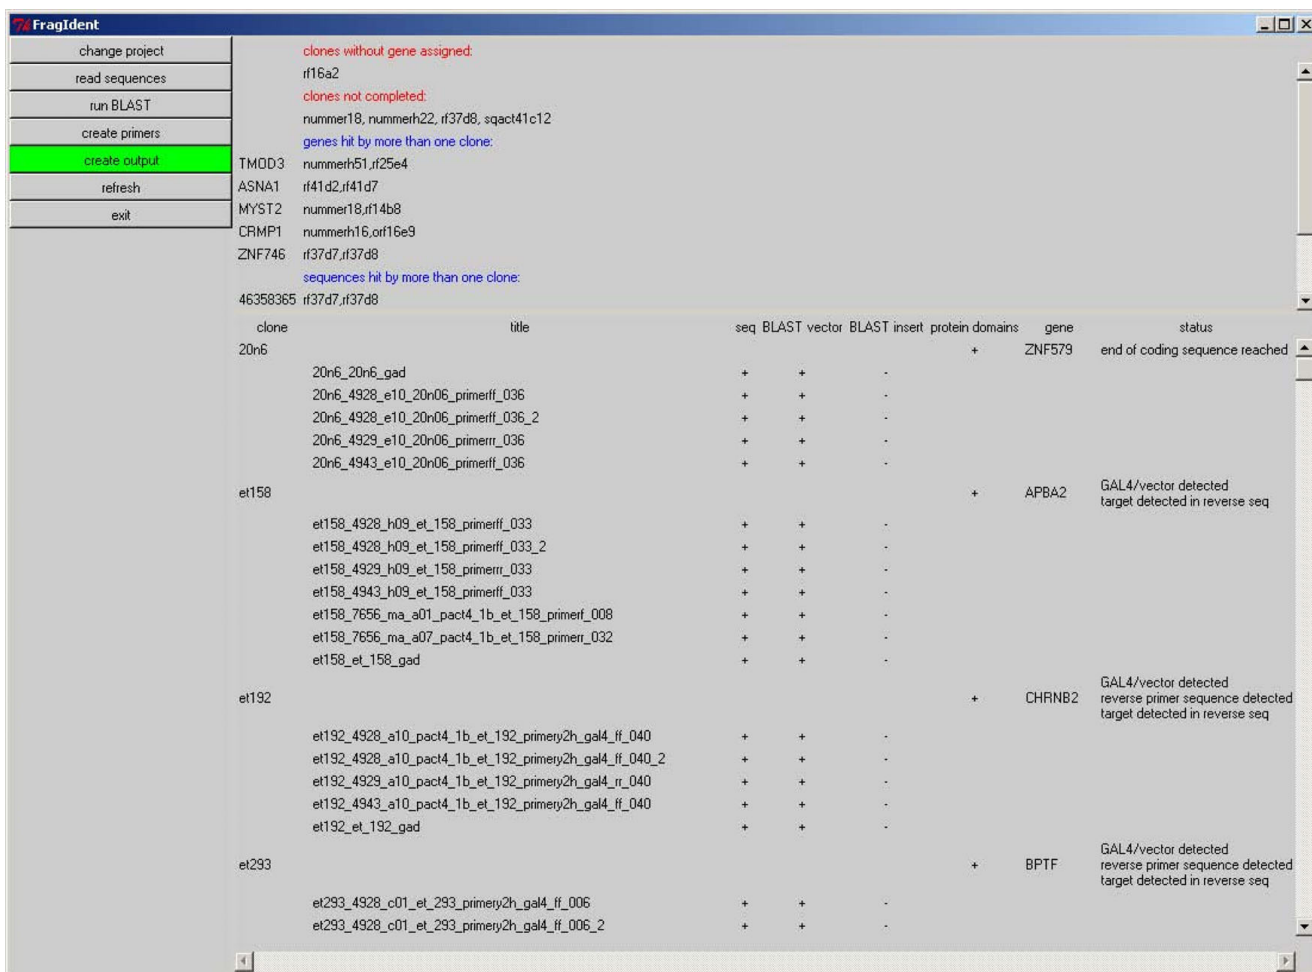 FragIdent
change project
read sequences
run BLAST
create primers
create output
refresh
exit
clones without gene assigned:
rf16a2
clones not completed:
nummer18, nummerh22, rf37d8, sqact41c12
genes hit by more than one clone:
TMOD3 nummerh51,rf25e4
ASNA1 rf41d2,rf41d7
MYST2 nummer18,rf14b8
CRMP1 nummerh16,orf16e9
ZNF746 rf37d7,rf37d8
sequences hit by more than one clone:
46358365 rf37d7,rf37d8
clone title seq BLAST vector BLAST insert protein domains gene status
20n6 + ZNF579 end of coding sequence reached
20n6_20n6_gad + + -
20n6_4928_e10_20n06_primerff_036 + + -
20n6_4928_e10_20n06_primerff_036_2 + + -
20n6_4929_e10_20n06_primerrr_036 + + -
20n6_4943_e10_20n06_primerff_036 + + -
et158 + APBA2 GAL4/vector detected
target detected in reverse seq
et158_4928_h09_et_158_primerff_033 + + -
et158_4928_h09_et_158_primerff_033_2 + + -
et158_4929_h09_et_158_primerrr_033 + + -
et158_4943_h09_et_158_primerff_033 + + -
et158_7656_ma_a01_pact4_1b_et_158_primerf_008 + + -
et158_7656_ma_a07_pact4_1b_et_158_primerr_032 + + -
et158_et_158_gad + + -
et192 + CHRNB2 GAL4/vector detected
reverse primer sequence detected
target detected in reverse seq
et192_4928_a10_pact4_1b_et_192_primery2h_gal4_ff_040 + + -
et192_4928_a10_pact4_1b_et_192_primery2h_gal4_ff_040_2 + + -
et192_4929_a10_pact4_1b_et_192_primery2h_gal4_rr_040 + + -
et192_4943_a10_pact4_1b_et_192_primery2h_gal4_ff_040 + + -
et192_et_192_gad + + -
et293 + BPTF GAL4/vector detected
reverse primer sequence detected
target detected in reverse seq
et293_4928_c01_et_293_primery2h_gal4_ff_006 + + -
et293_4928_c01_et_293_primery2h_gal4_ff_006_2 + + -